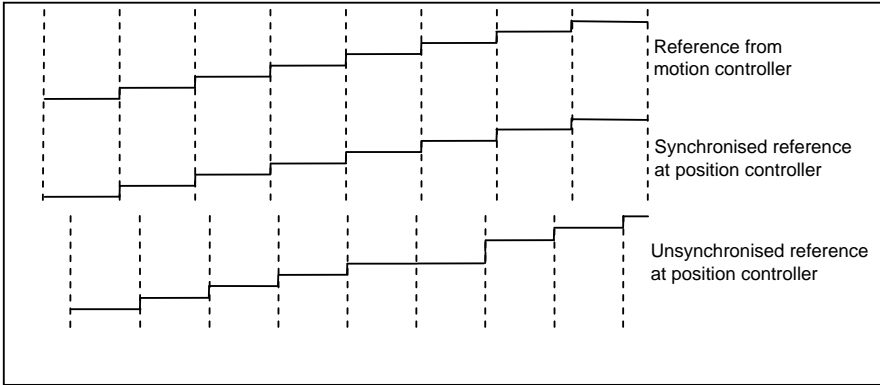 Reference from
motion controller
Synchronised reference
at position controller
Unsynchronised reference
at position controller